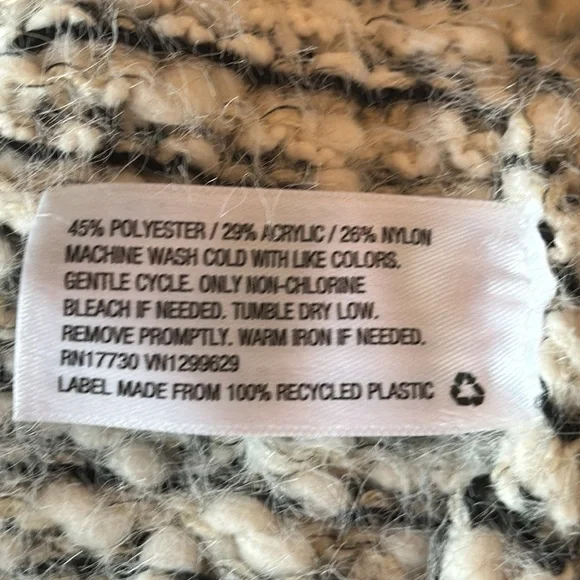 45% POLYESTER / 29% ACRYLIC / 26% NYLON
MACHINE WASH COLD WITH LIKE COLORS.
GENTLE CYCLE. ONLY NON-CHLORINE
BLEACH IF NEEDED. TUMBLE DRY LOW.
REMOVE PROMPTLY. WARM IRON IF NEEDED.
RN17730 VN1299629
LABEL MADE FROM 100% RECYCLED PLASTIC